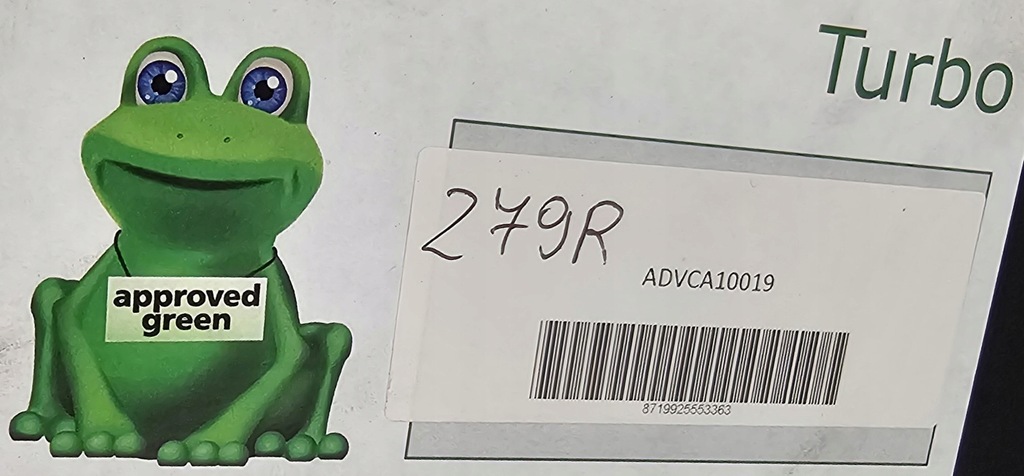 Turbo
279R
ADVCA10019
8719925553363
approved
green